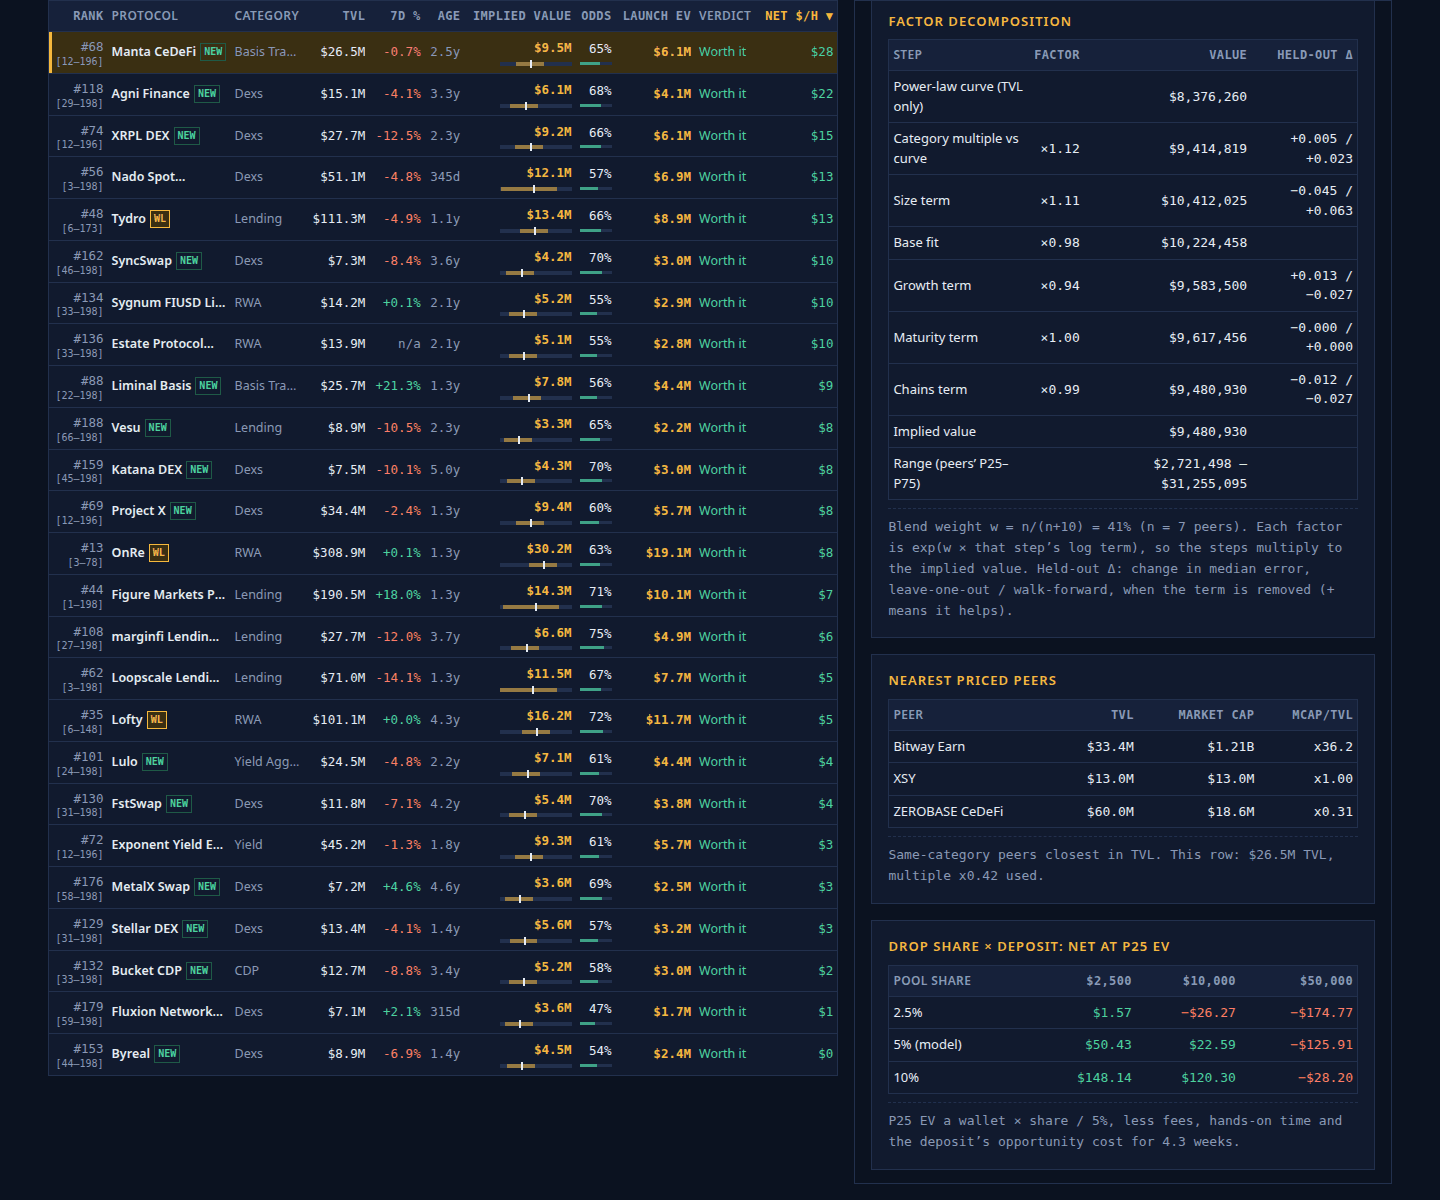 RANK PROTOCOL CATEGORY TVL 7D % AGE IMPLIED VALUE ODDS LAUNCH EV VERDICT NET $/H ▼
#68 [12–196] Manta CeDeFi NEW Basis Tra… $26.5M -0.7% 2.5y $9.5M 65% $6.1M Worth it $28
#118 [29–198] Agni Finance NEW Dexs $15.1M -4.1% 3.3y $6.1M 68% $4.1M Worth it $22
#74 [12–196] XRPL DEX NEW Dexs $27.7M -12.5% 2.3y $9.2M 66% $6.1M Worth it $15
#56 [3–198] Nado Spot… Dexs $51.1M -4.8% 345d $12.1M 57% $6.9M Worth it $13
#48 [6–173] Tydro WL Lending $111.3M -4.9% 1.1y $13.4M 66% $8.9M Worth it $13
#162 [46–198] SyncSwap NEW Dexs $7.3M -8.4% 3.6y $4.2M 70% $3.0M Worth it $10
#134 [33–198] Sygnum FIUSD Li… RWA $14.2M +0.1% 2.1y $5.2M 55% $2.9M Worth it $10
#136 [33–198] Estate Protocol… RWA $13.9M n/a 2.1y $5.1M 55% $2.8M Worth it $10
#88 [22–198] Liminal Basis NEW Basis Tra… $25.7M +21.3% 1.3y $7.8M 56% $4.4M Worth it $9
#188 [66–198] Vesu NEW Lending $8.9M -10.5% 2.3y $3.3M 65% $2.2M Worth it $8
#159 [45–198] Katana DEX NEW Dexs $7.5M -10.1% 5.0y $4.3M 70% $3.0M Worth it $8
#69 [12–196] Project X NEW Dexs $34.4M -2.4% 1.3y $9.4M 60% $5.7M Worth it $8
#13 [3–78] OnRe WL RWA $308.9M +0.1% 1.3y $30.2M 63% $19.1M Worth it $8
#44 [1–198] Figure Markets P… Lending $190.5M +18.0% 1.3y $14.3M 71% $10.1M Worth it $7
#108 [27–198] marginfi Lendin… Lending $27.7M -12.0% 3.7y $6.6M 75% $4.9M Worth it $6
#62 [3–198] Loopscale Lendi… Lending $71.0M -14.1% 1.3y $11.5M 67% $7.7M Worth it $5
#35 [6–148] Lofty WL RWA $101.1M +0.0% 4.3y $16.2M 72% $11.7M Worth it $5
#101 [24–198] Lulo NEW Yield Agg… $24.5M -4.8% 2.2y $7.1M 61% $4.4M Worth it $4
#130 [31–198] FstSwap NEW Dexs $11.8M -7.1% 4.2y $5.4M 70% $3.8M Worth it $4
#72 [12–196] Exponent Yield E… Yield $45.2M -1.3% 1.8y $9.3M 61% $5.7M Worth it $3
#176 [58–198] MetalX Swap NEW Dexs $7.2M +4.6% 4.6y $3.6M 69% $2.5M Worth it $3
#129 [31–198] Stellar DEX NEW Dexs $13.4M -4.1% 1.4y $5.6M 57% $3.2M Worth it $3
#132 [33–198] Bucket CDP NEW CDP $12.7M -8.8% 3.4y $5.2M 58% $3.0M Worth it $2
#179 [59–198] Fluxion Network… Dexs $7.1M +2.1% 315d $3.6M 47% $1.7M Worth it $1
#153 [44–198] Byreal NEW Dexs $8.9M -6.9% 1.4y $4.5M 54% $2.4M Worth it $0
FACTOR DECOMPOSITION
STEP FACTOR VALUE HELD-OUT Δ
Power-law curve (TVL only) $8,376,260
Category multiple vs curve ×1.12 $9,414,819 +0.005 / +0.023
Size term ×1.11 $10,412,025 −0.045 / +0.063
Base fit ×0.98 $10,224,458
Growth term ×0.94 $9,583,500 +0.013 / −0.027
Maturity term ×1.00 $9,617,456 −0.000 / +0.000
Chains term ×0.99 $9,480,930 −0.012 / −0.027
Implied value $9,480,930
Range (peers’ P25–P75) $2,721,498 – $31,255,095
Blend weight w = n/(n+10) = 41% (n = 7 peers). Each factor
is exp(w × that step’s log term), so the steps multiply to
the implied value. Held-out Δ: change in median error,
leave-one-out / walk-forward, when the term is removed (+
means it helps).
NEAREST PRICED PEERS
PEER TVL MARKET CAP MCAP/TVL
Bitway Earn $33.4M $1.21B x36.2
XSY $13.0M $13.0M x1.00
ZEROBASE CeDeFi $60.0M $18.6M x0.31
Same-category peers closest in TVL. This row: $26.5M TVL,
multiple x0.42 used.
DROP SHARE × DEPOSIT: NET AT P25 EV
POOL SHARE $2,500 $10,000 $50,000
2.5% $1.57 −$26.27 −$174.77
5% (model) $50.43 $22.59 −$125.91
10% $148.14 $120.30 −$28.20
P25 EV a wallet × share / 5%, less fees, hands-on time and
the deposit’s opportunity cost for 4.3 weeks.